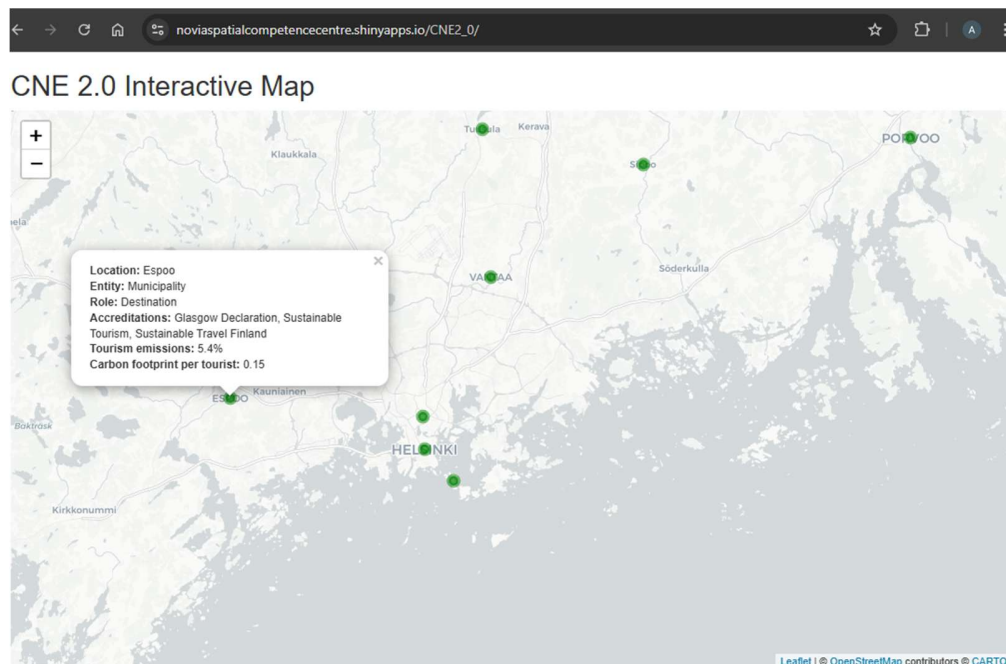 noviaspatialcompetencecentre.shinyapps.io/CNE2_0/
A
CNE 2.0 Interactive Map
+
−
Kerava
PORVOO
Klaukkala
Söderkulla
×
Location: Espoo
Entity: Municipality
Role: Destination
Accreditations: Glasgow Declaration, Sustainable
Tourism, Sustainable Travel Finland
Tourism emissions: 5.4%
Carbon footprint per tourist: 0.15
VANTAA
Kauniainen
ESPOO
Bakträsk
HELSINKI
Kirkkonummi
Leaflet | © OpenStreetMap contributors © CARTO